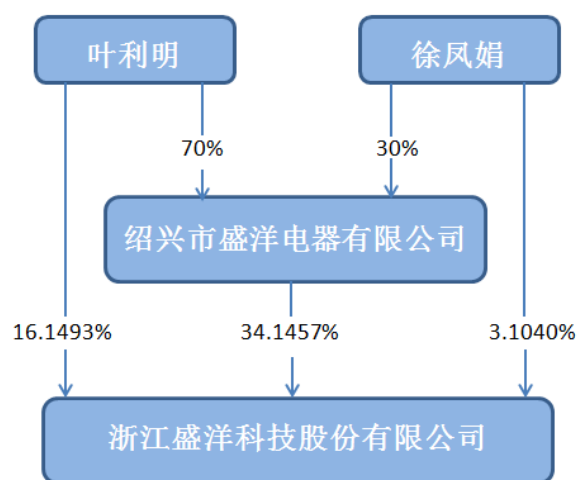 叶利明
徐凤娟
70%
30%
绍兴市盛洋电器有限公司
16.1493%
34.1457%
3.1040%
浙江盛洋科技股份有限公司